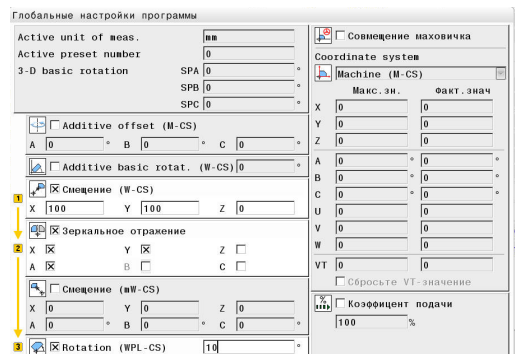 Глобальные настройки программы
Active unit of meas. mm
Active preset number 0
3-D basic rotation SPA 0 °
SPB 0 °
SPC 0 °
Additive offset (M-CS)
A 0 ° B 0 ° C 0 °
Additive basic rotat. (W-CS) 0 °
Смещение (W-CS)
1
X 100 Y 100 Z 0
Зеркальное отражение
2 X Y Z
A B C
Смещение (mW-CS)
X 0 Y 0 Z 0
A 0 ° B 0 ° C 0 °
3 Rotation (WPL-CS) 10 °
Совмещение маховичка
Coordinate system
Machine (M-CS)
Макс.зн. Факт.знач
X 0 0
Y 0 0
Z 0 0
A 0 ° 0 °
B 0 ° 0 °
C 0 ° 0 °
U 0 0
V 0 0
W 0 0
VT 0 0
Сбросьте VT-значение
% Коэффицент подачи
100 %